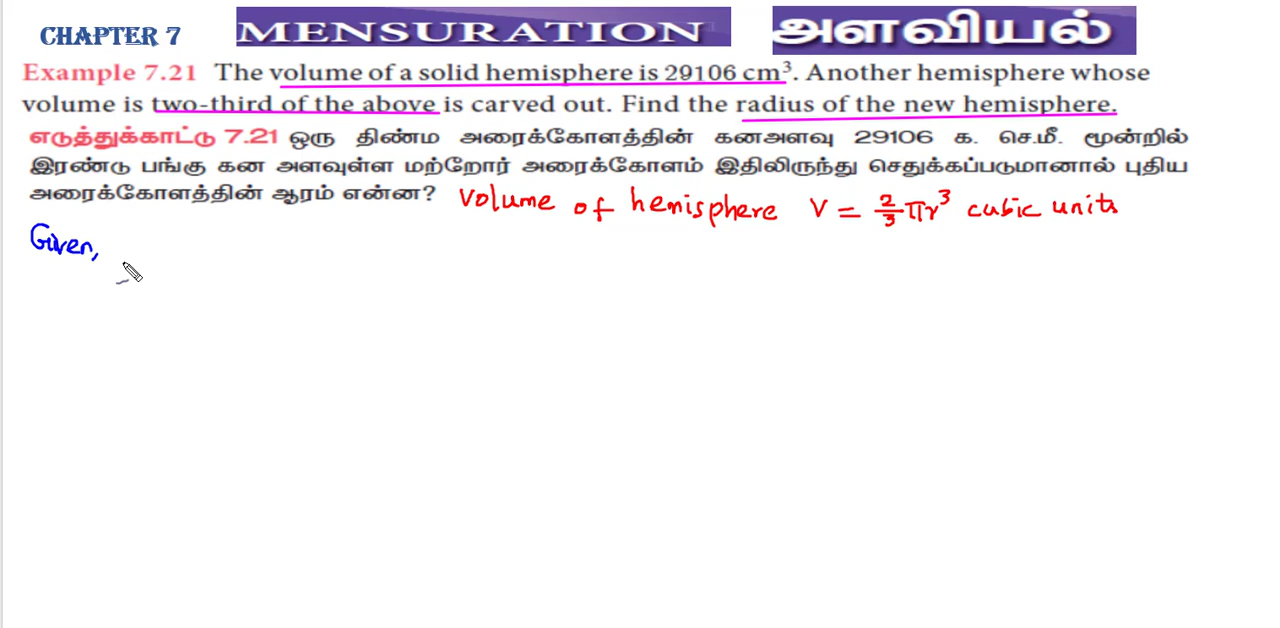 CHAPTER 7 MENSURATION அளவியல்
Example 7.21 The volume of a solid hemisphere is 29106 cm³. Another hemisphere whose
volume is two-third of the above is carved out. Find the radius of the new hemisphere.
எடுத்துக்காட்டு 7.21 ஒரு திண்ம அரைக்கோளத்தின் கனஅளவு 29106 க. செ.மீ. மூன்றில்
இரண்டு பங்கு கன அளவுள்ள மற்றோர் அரைக்கோளம் இதிலிருந்து செதுக்கப்படுமானால் புதிய
அரைக்கோளத்தின் ஆரம் என்ன? Volume of hemisphere V = 2/3 πr³ cubic units
Given,